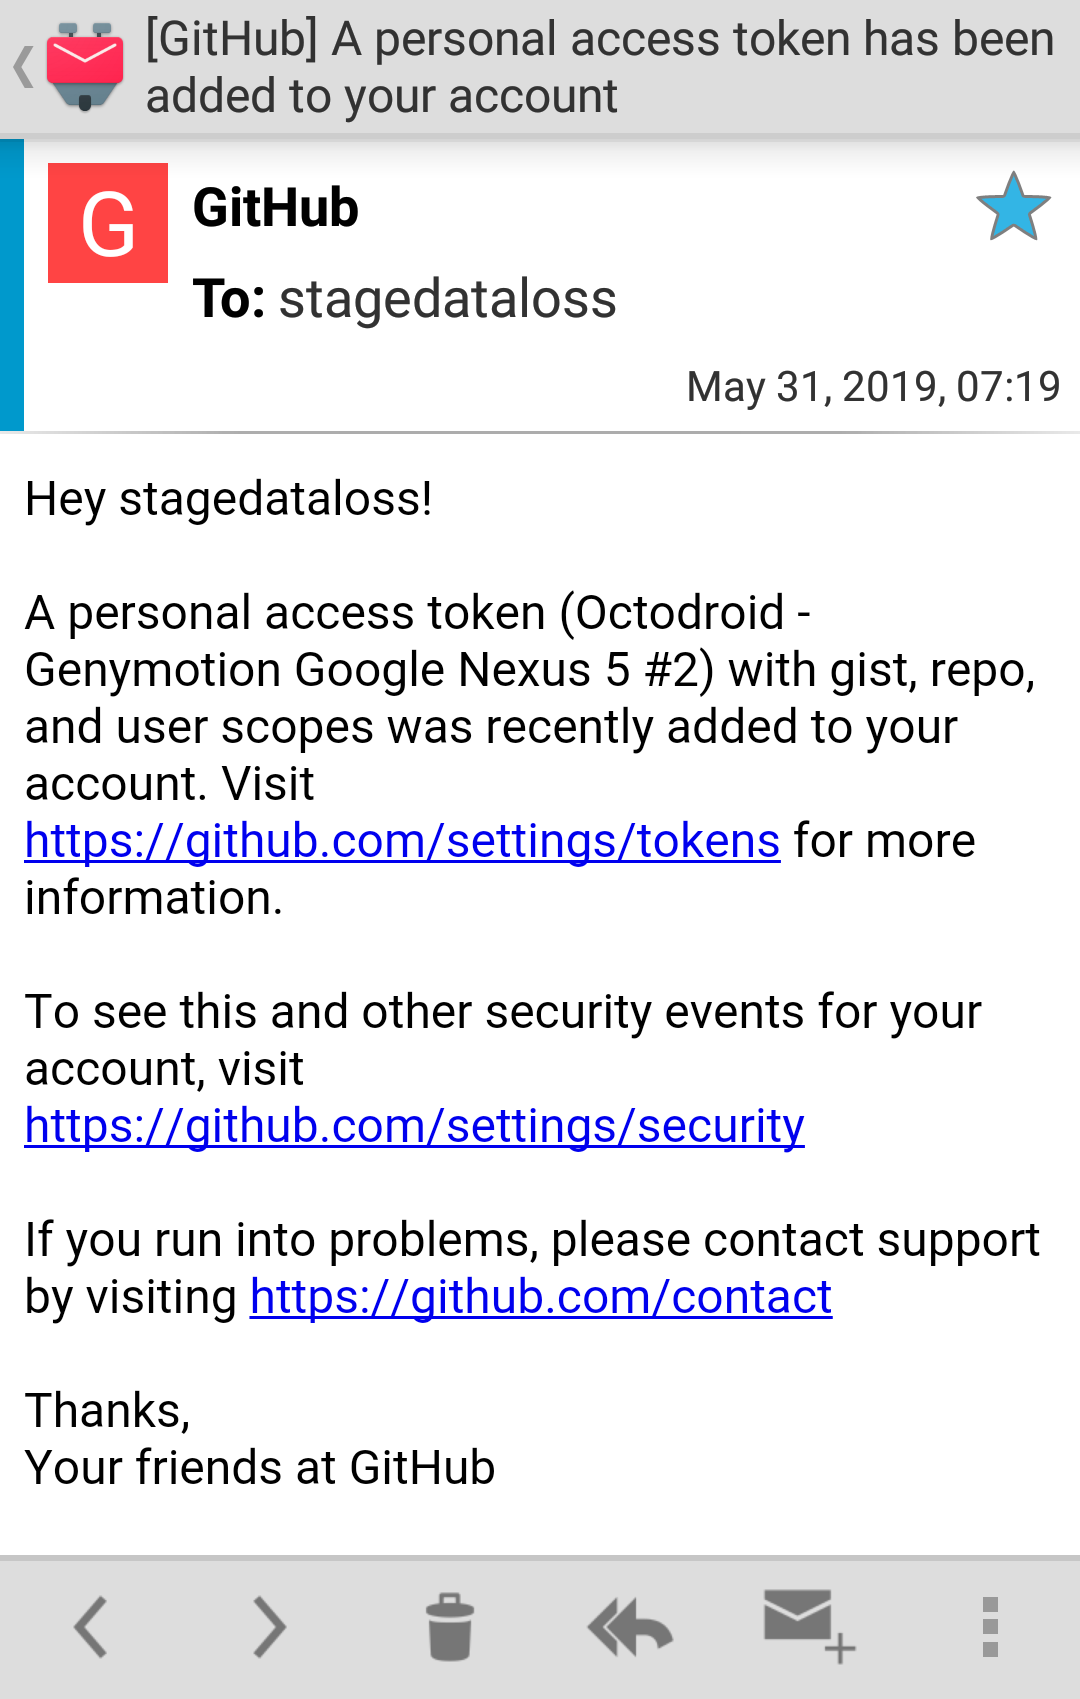 [GitHub] A personal access token has been
added to your account
G
GitHub
To: stagedataloss
May 31, 2019, 07:19
Hey stagedataloss!
A personal access token (Octodroid -
Genymotion Google Nexus 5 #2) with gist, repo,
and user scopes was recently added to your
account. Visit
https://github.com/settings/tokens for more
information.
To see this and other security events for your
account, visit
https://github.com/settings/security
If you run into problems, please contact support
by visiting https://github.com/contact
Thanks,
Your friends at GitHub